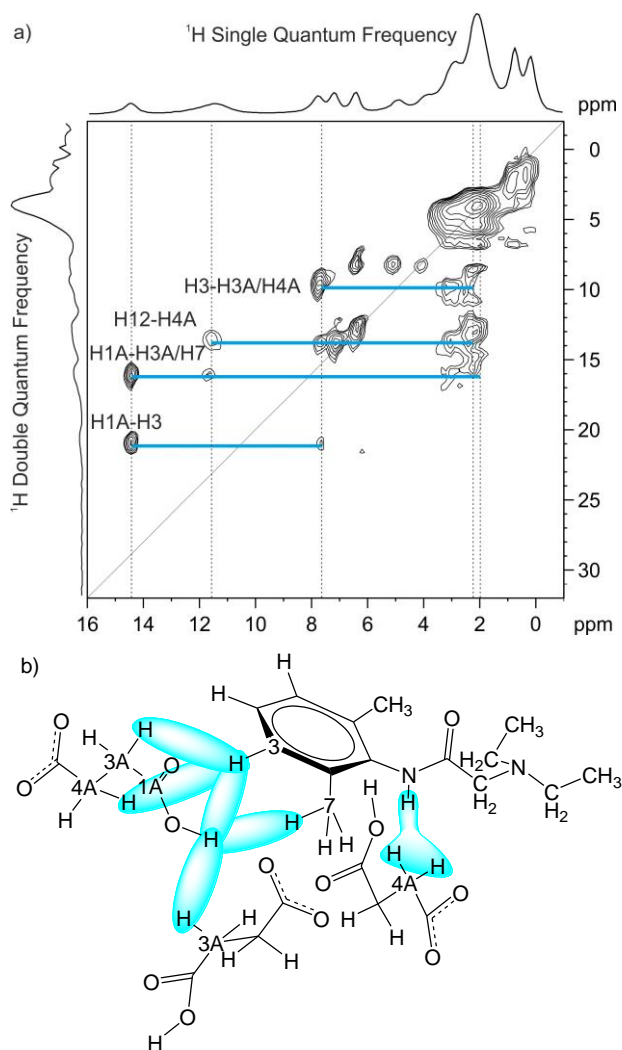 a)
¹H Single Quantum Frequency
ppm
¹H Double Quantum Frequency
0
5
10
15
20
25
30
H3-H3A/H4A
H12-H4A
H1A-H3A/H7
H1A-H3
16 14 12 10 8 6 4 2 0 ppm
b)
H
H
CH₃
O
CH₃
O
H
H
3A
O
H
3
H₂C
N
CH₃
4A
H
1A
N
CH₂
CH₂
O
H
O
H
H
7
H
H
H
H
O
H
H
O
O
O
4A
H
H
3A
H
H
H
H
O
O
O
O
H